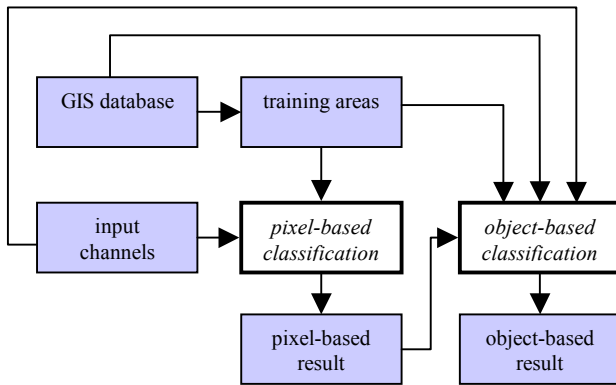 GIS database
training areas
input
channels
pixel-based
classification
object-based
classification
pixel-based
result
object-based
result